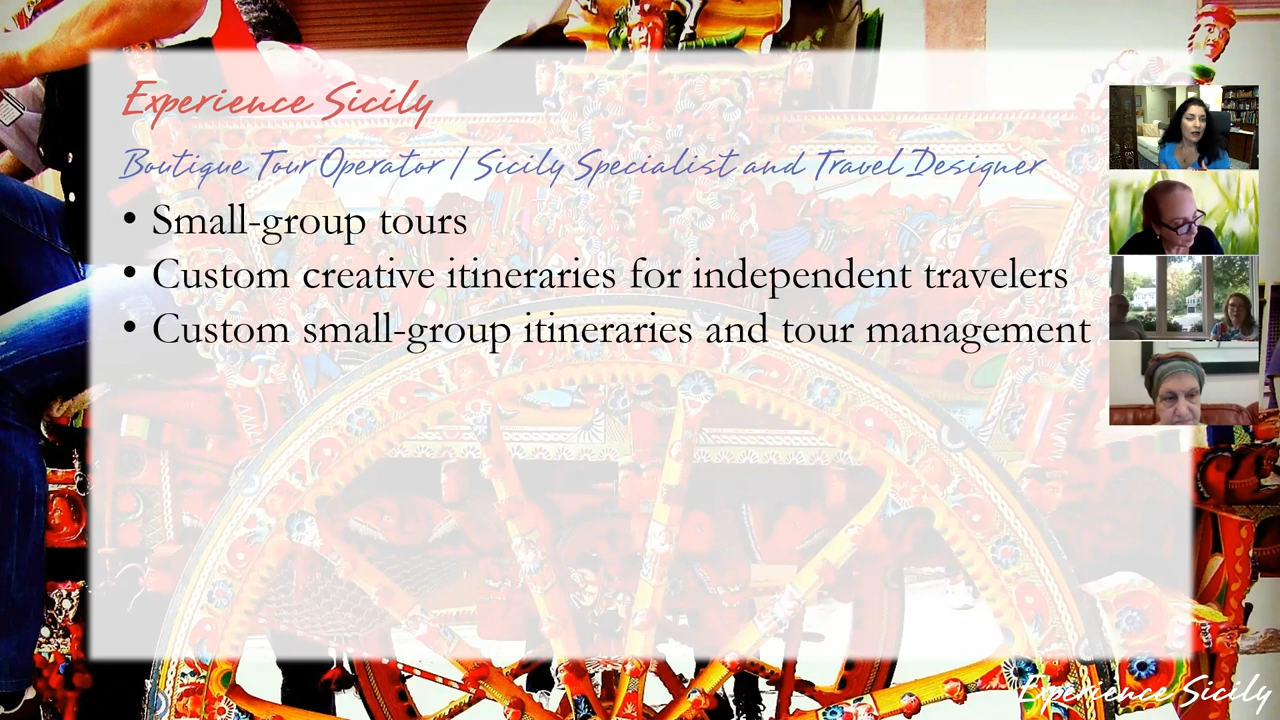 Experience Sicily
Boutique Tour Operator | Sicily Specialist and Travel Designer
• Small-group tours
• Custom creative itineraries for independent travelers
• Custom small-group itineraries and tour management
Experience Sicily